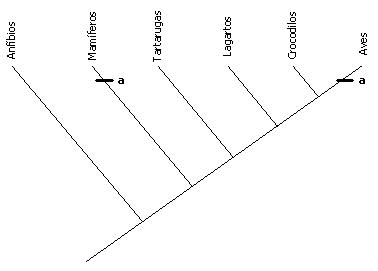 Anfíbios
Mamíferos
Tartarugas
Lagartos
Crocodilos
Aves
a
a